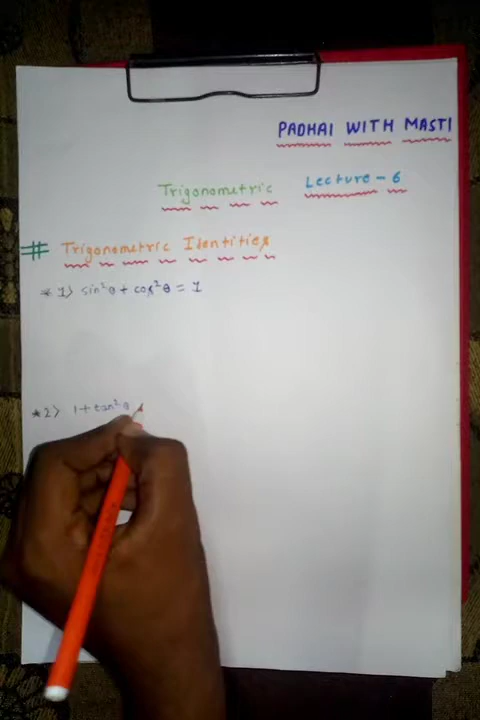 PADHAI WITH MASTI
Trigonometric Lecture - 6
# Trigonometric Identities
* 1> sin²θ + cos²θ = 1
* 2> 1 + tan²θ